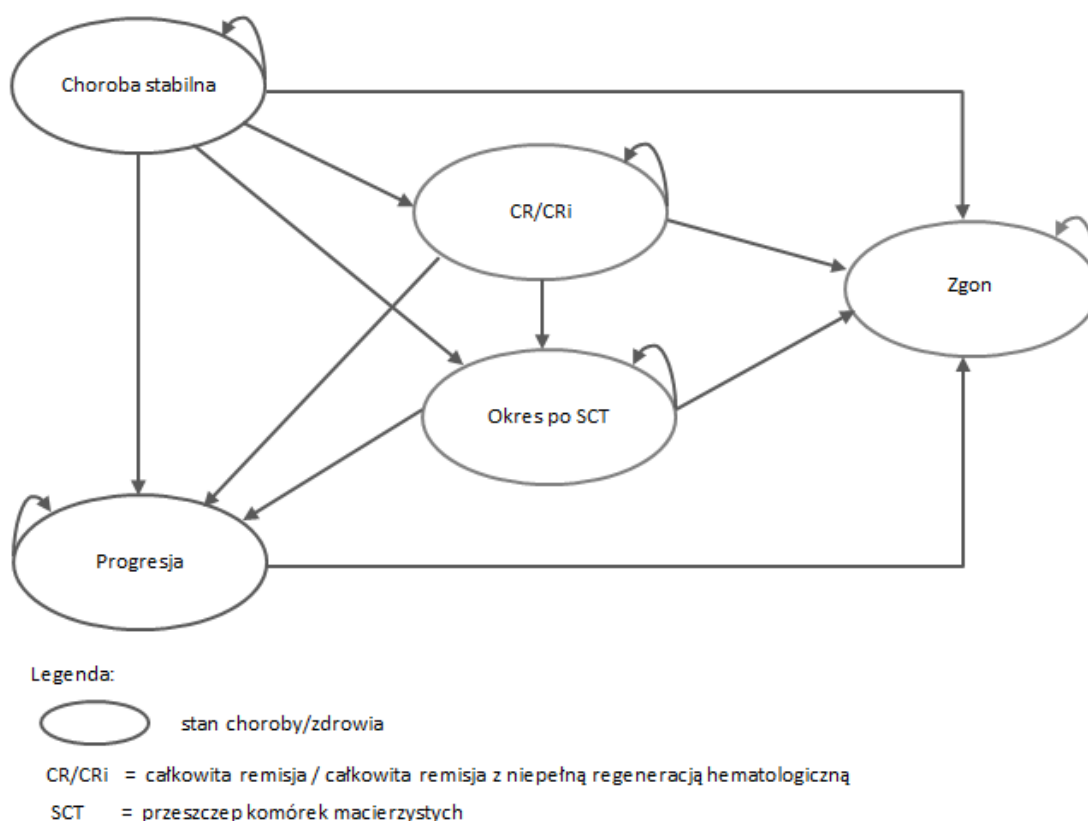 Choroba stabilna
CR/CRi
Zgon
Okres po SCT
Progresja
Legenda:
stan choroby/zdrowia
CR/CRi = całkowita remisja / całkowita remisja z niepełną regeneracją hematologiczną
SCT = przeszczep komórek macierzystych